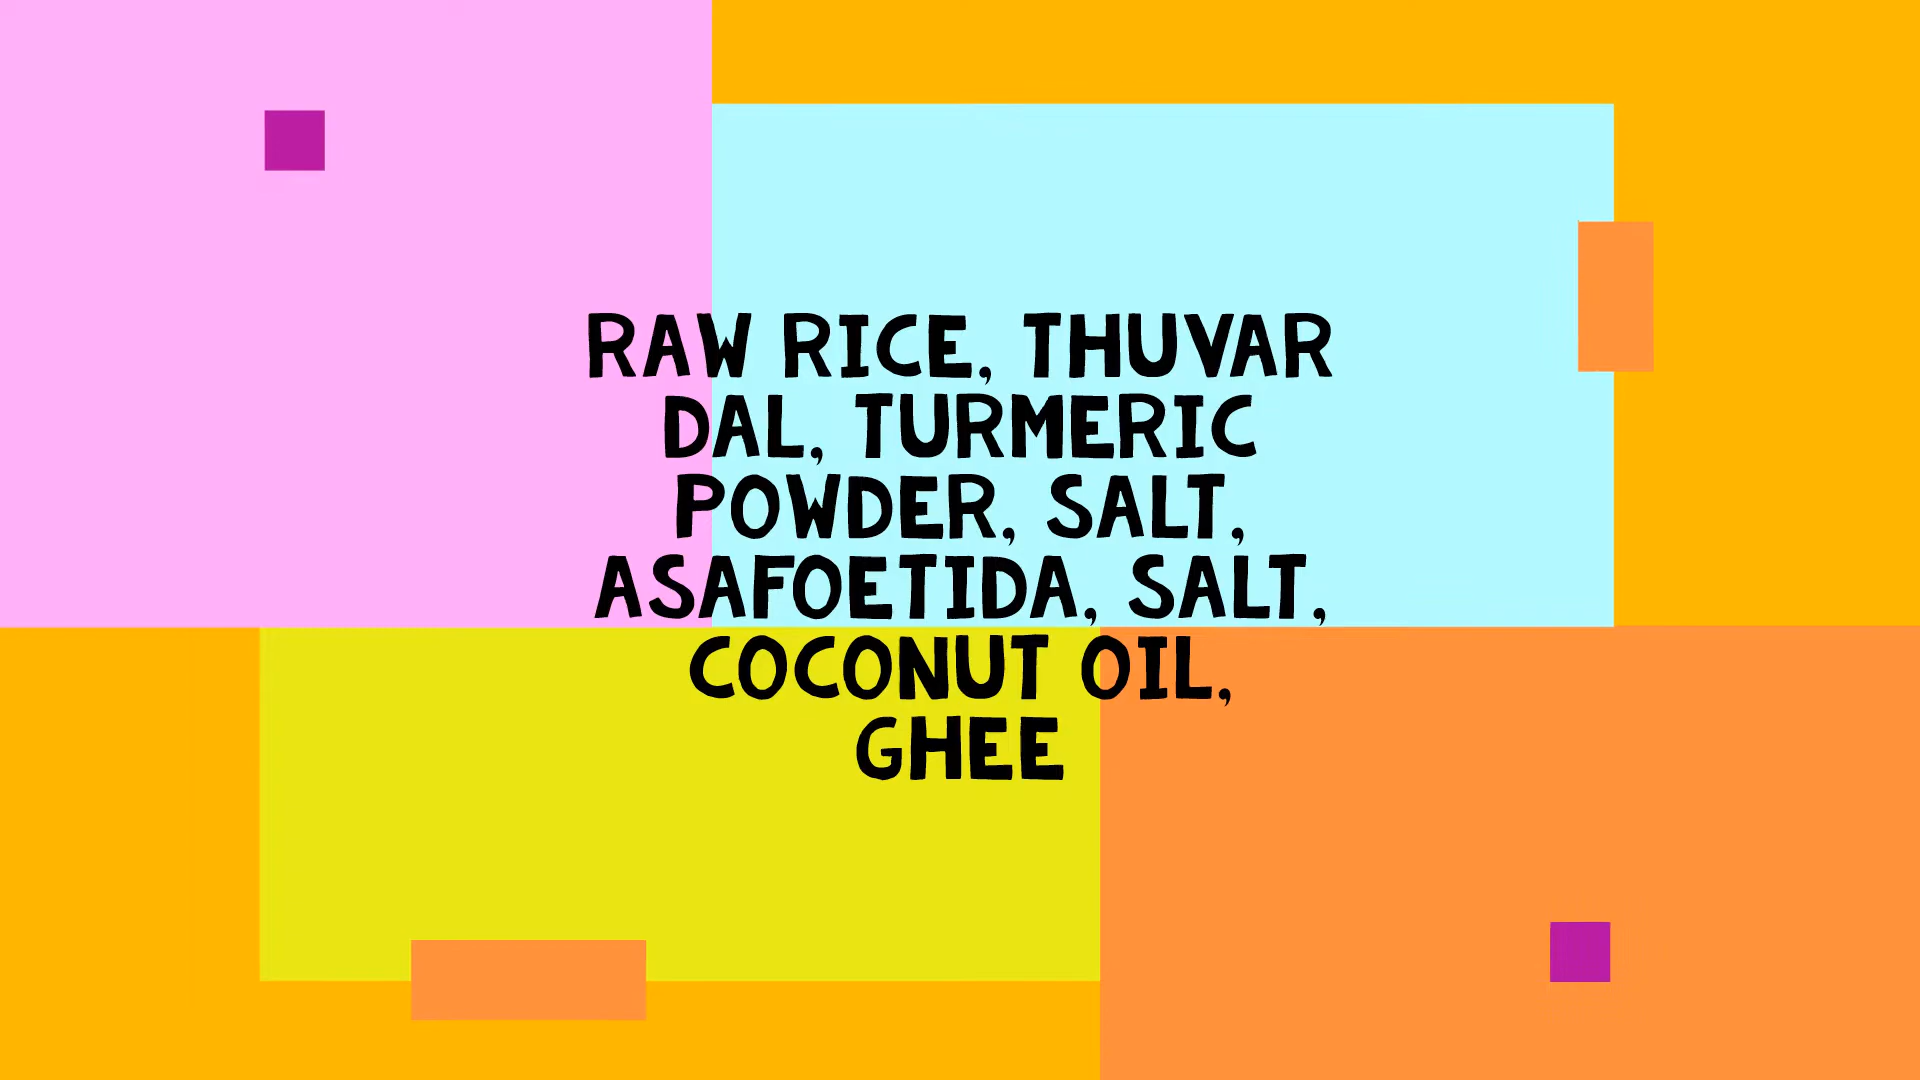 RAW RICE, THUVAR
DAL, TURMERIC
POWDER, SALT,
ASAFOETIDA, SALT,
COCONUT OIL,
GHEE